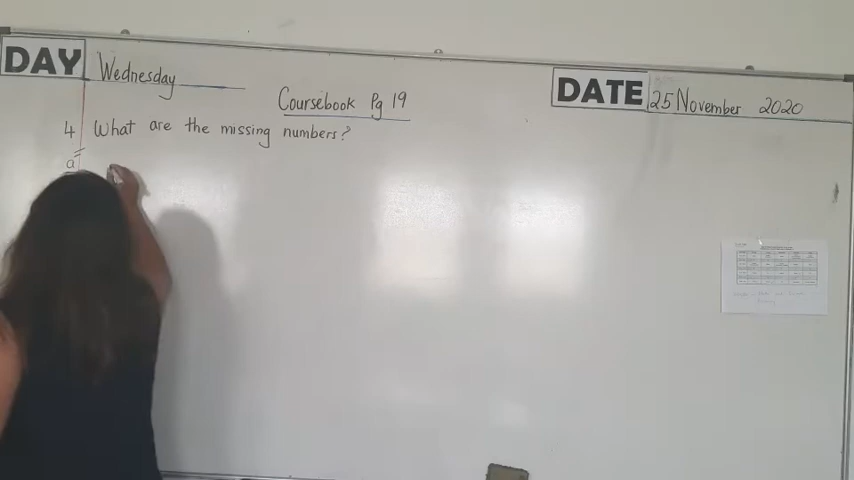 DAY Wednesday
DATE 25 November 2020
Coursebook Pg 19
4 What are the missing numbers?
a